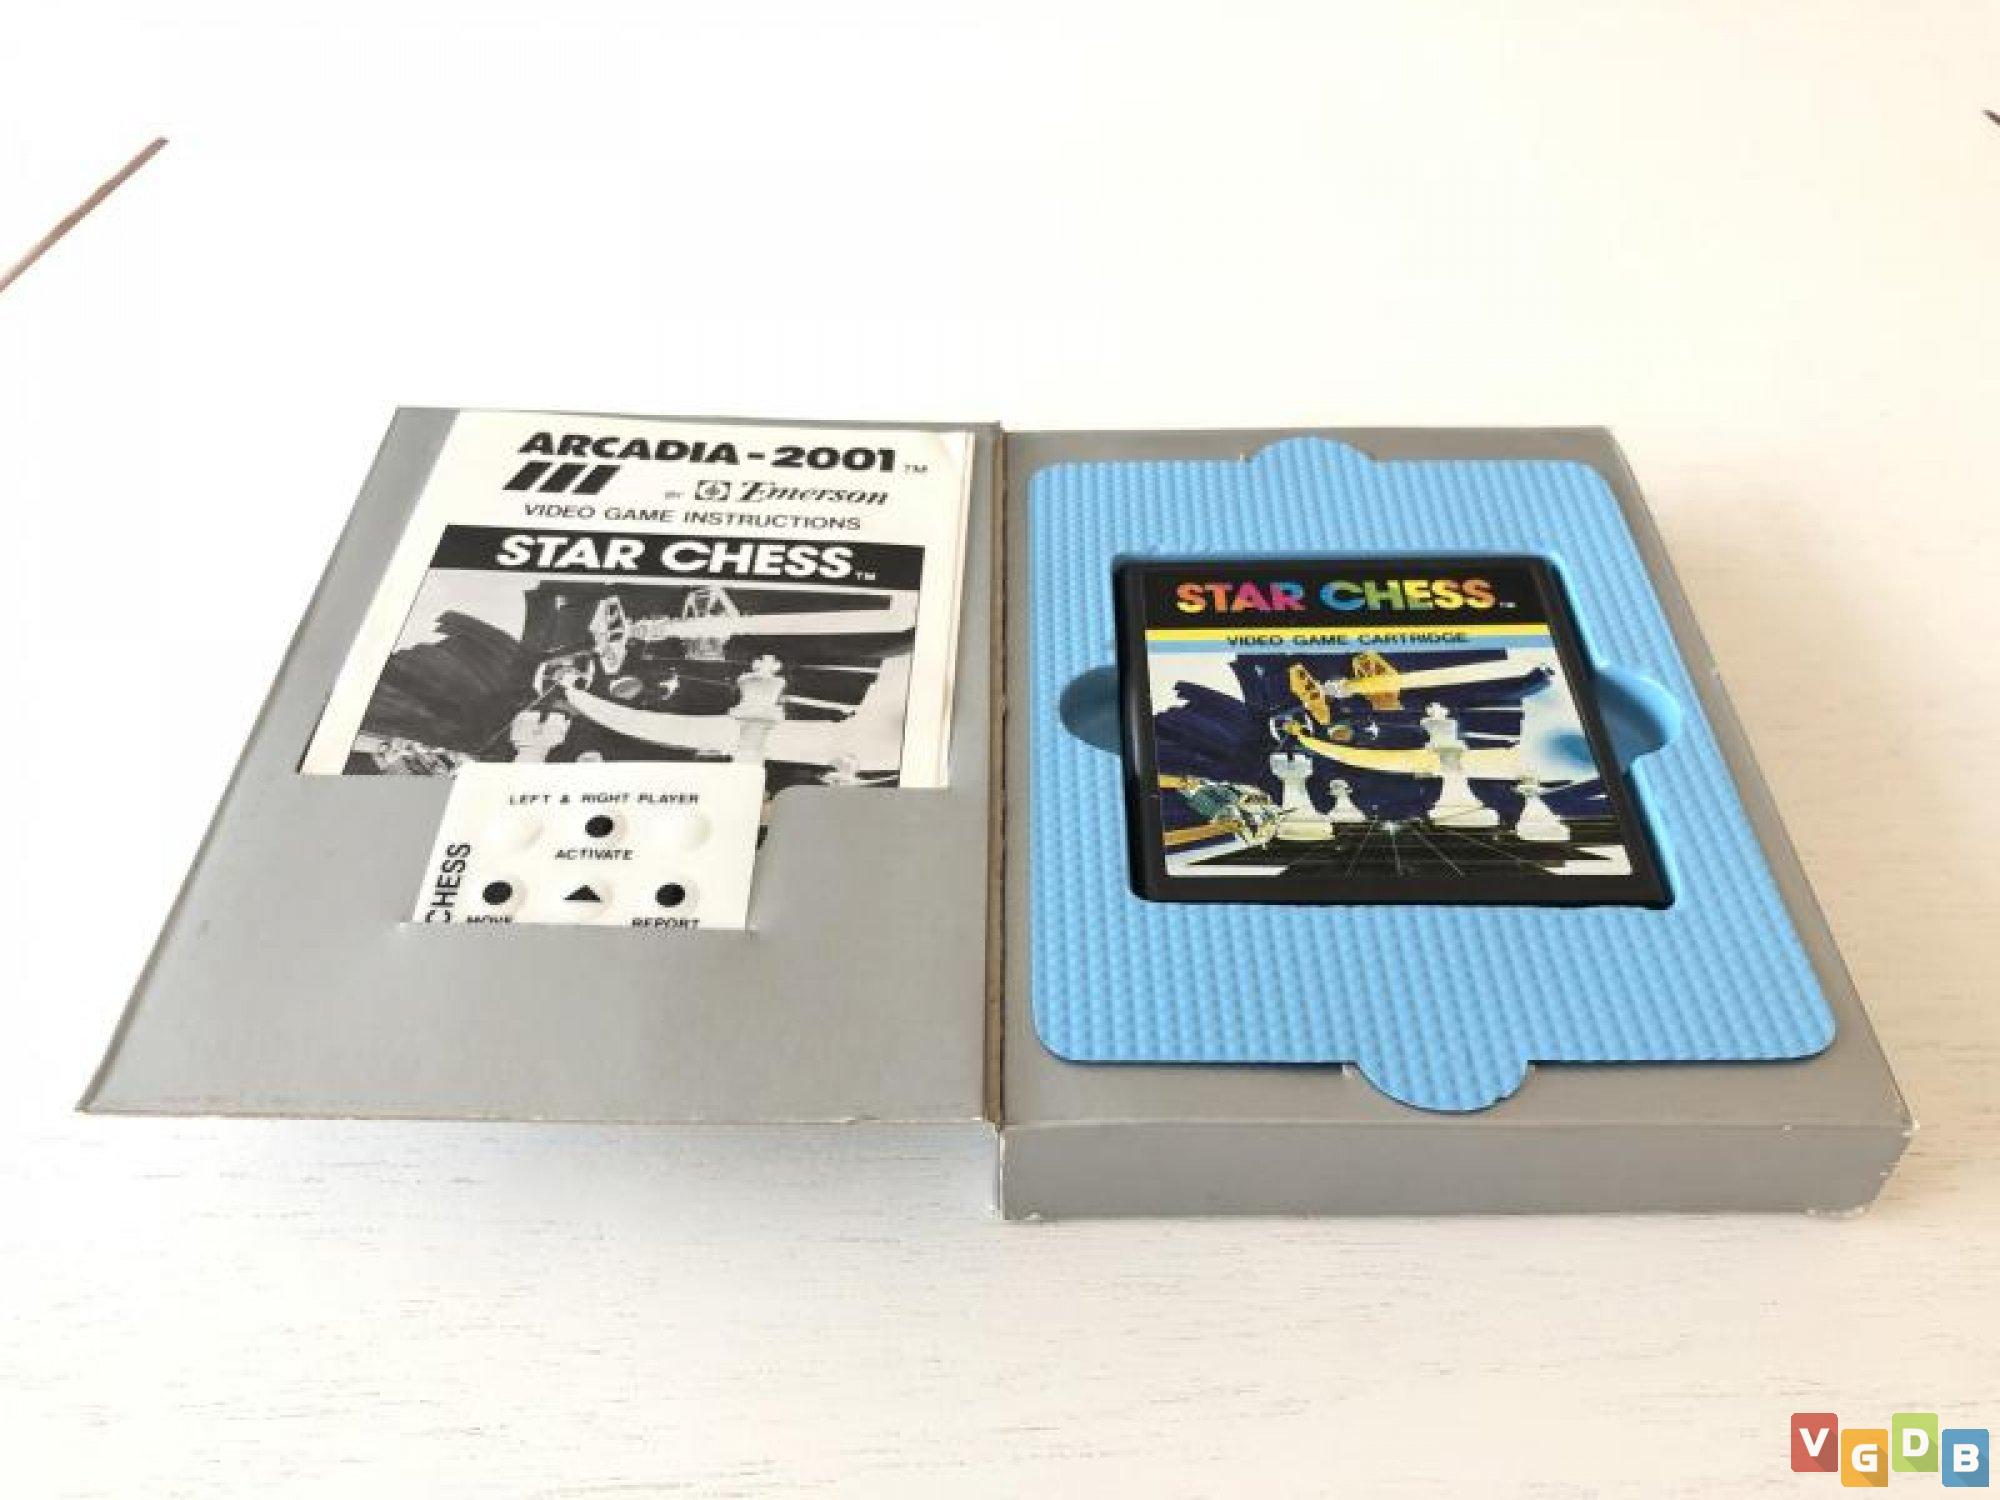 ARCADIA-2001™
BY Emerson
VIDEO GAME INSTRUCTIONS
STAR CHESS™
LEFT & RIGHT PLAYER
ACTIVATE
CHESS
MOVE REPORT
STAR CHESS™
VIDEO GAME CARTRIDGE
VGDB